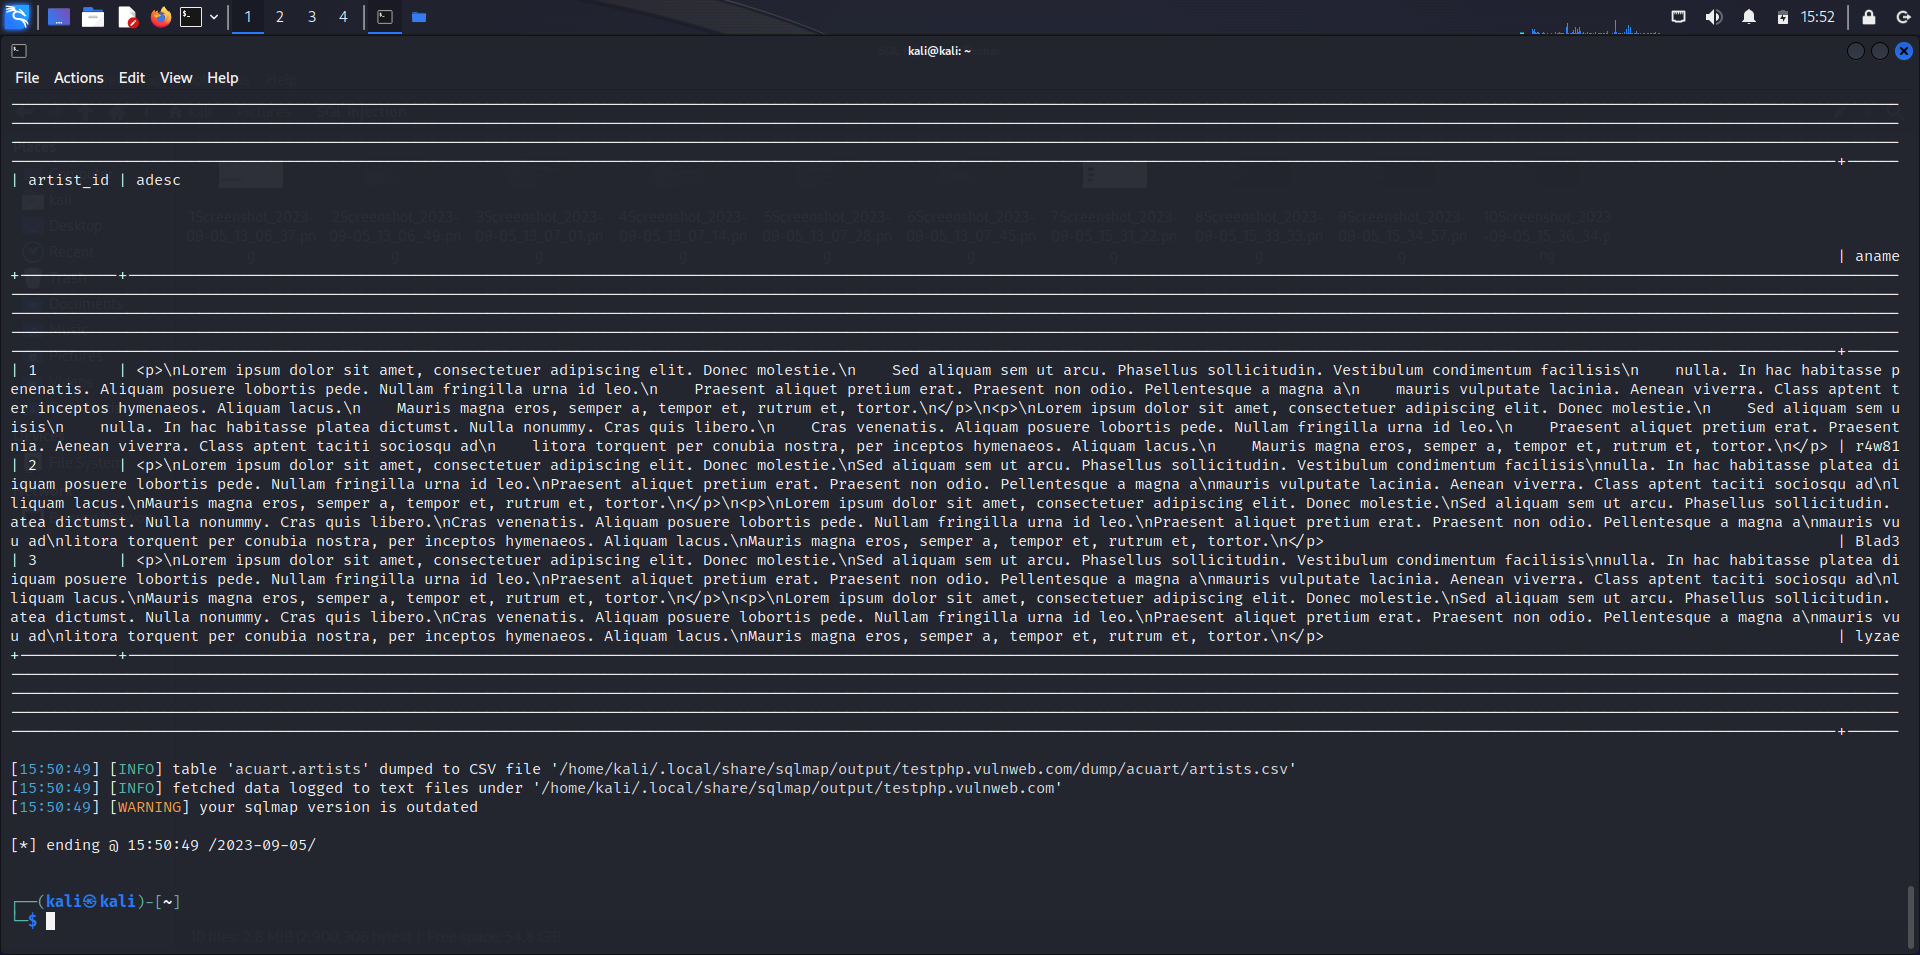 1 2 3 4 15:52
kali@kali: ~
File Actions Edit View Help
| artist_id | adesc
Desktop
Recent
| aname
Documents
| 1 | <p>\nLorem ipsum dolor sit amet, consectetuer adipiscing elit. Donec molestie.\n Sed aliquam sem ut arcu. Phasellus sollicitudin. Vestibulum condimentum facilisis\n nulla. In hac habitasse p
enenatis. Aliquam posuere lobortis pede. Nullam fringilla urna id leo.\n Praesent aliquet pretium erat. Praesent non odio. Pellentesque a magna a\n mauris vulputate lacinia. Aenean viverra. Class aptent t
er inceptos hymenaeos. Aliquam lacus.\n Mauris magna eros, semper a, tempor et, rutrum et, tortor.\n</p>\n<p>\nLorem ipsum dolor sit amet, consectetuer adipiscing elit. Donec molestie.\n Sed aliquam sem u
isis\n nulla. In hac habitasse platea dictumst. Nulla nonummy. Cras quis libero.\n Cras venenatis. Aliquam posuere lobortis pede. Nullam fringilla urna id leo.\n Praesent aliquet pretium erat. Praesent
nia. Aenean viverra. Class aptent taciti sociosqu ad\n litora torquent per conubia nostra, per inceptos hymenaeos. Aliquam lacus.\n Mauris magna eros, semper a, tempor et, rutrum et, tortor.\n</p> | r4w81
| 2 | <p>\nLorem ipsum dolor sit amet, consectetuer adipiscing elit. Donec molestie.\nSed aliquam sem ut arcu. Phasellus sollicitudin. Vestibulum condimentum facilisis\nnulla. In hac habitasse platea di
iquam posuere lobortis pede. Nullam fringilla urna id leo.\nPraesent aliquet pretium erat. Praesent non odio. Pellentesque a magna a\nmauris vulputate lacinia. Aenean viverra. Class aptent taciti sociosqu ad\nl
liquam lacus.\nMauris magna eros, semper a, tempor et, rutrum et, tortor.\n</p>\n<p>\nLorem ipsum dolor sit amet, consectetuer adipiscing elit. Donec molestie.\nSed aliquam sem ut arcu. Phasellus sollicitudin.
atea dictumst. Nulla nonummy. Cras quis libero.\nCras venenatis. Aliquam posuere lobortis pede. Nullam fringilla urna id leo.\nPraesent aliquet pretium erat. Praesent non odio. Pellentesque a magna a\nmauris vu
u ad\nlitora torquent per conubia nostra, per inceptos hymenaeos. Aliquam lacus.\nMauris magna eros, semper a, tempor et, rutrum et, tortor.\n</p> | Blad3
| 3 | <p>\nLorem ipsum dolor sit amet, consectetuer adipiscing elit. Donec molestie.\nSed aliquam sem ut arcu. Phasellus sollicitudin. Vestibulum condimentum facilisis\nnulla. In hac habitasse platea di
iquam posuere lobortis pede. Nullam fringilla urna id leo.\nPraesent aliquet pretium erat. Praesent non odio. Pellentesque a magna a\nmauris vulputate lacinia. Aenean viverra. Class aptent taciti sociosqu ad\nl
liquam lacus.\nMauris magna eros, semper a, tempor et, rutrum et, tortor.\n</p>\n<p>\nLorem ipsum dolor sit amet, consectetuer adipiscing elit. Donec molestie.\nSed aliquam sem ut arcu. Phasellus sollicitudin.
atea dictumst. Nulla nonummy. Cras quis libero.\nCras venenatis. Aliquam posuere lobortis pede. Nullam fringilla urna id leo.\nPraesent aliquet pretium erat. Praesent non odio. Pellentesque a magna a\nmauris vu
u ad\nlitora torquent per conubia nostra, per inceptos hymenaeos. Aliquam lacus.\nMauris magna eros, semper a, tempor et, rutrum et, tortor.\n</p> | lyzae
[15:50:49] [INFO] table 'acuart.artists' dumped to CSV file '/home/kali/.local/share/sqlmap/output/testphp.vulnweb.com/dump/acuart/artists.csv'
[15:50:49] [INFO] fetched data logged to text files under '/home/kali/.local/share/sqlmap/output/testphp.vulnweb.com'
[15:50:49] [WARNING] your sqlmap version is outdated
[*] ending @ 15:50:49 /2023-09-05/
(kali㉿kali)-[~]
$